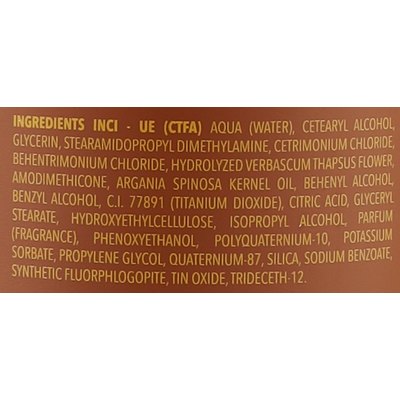 INGREDIENTS INCI - UE (CTFA) AQUA (WATER), CETEARYL ALCOHOL,
GLYCERIN, STEARAMIDOPROPYL DIMETHYLAMINE, CETRIMONIUM CHLORIDE,
BEHENTRIMONIUM CHLORIDE, HYDROLYZED VERBASCUM THAPSUS FLOWER,
AMODIMETHICONE, ARGANIA SPINOSA KERNEL OIL, BEHENYL ALCOHOL,
BENZYL ALCOHOL, C.I. 77891 (TITANIUM DIOXIDE), CITRIC ACID, GLYCERYL
STEARATE, HYDROXYETHYLCELLULOSE, ISOPROPYL ALCOHOL, PARFUM
(FRAGRANCE), PHENOXYETHANOL, POLYQUATERNIUM-10, POTASSIUM
SORBATE, PROPYLENE GLYCOL, QUATERNIUM-87, SILICA, SODIUM BENZOATE,
SYNTHETIC FLUORPHLOGOPITE, TIN OXIDE, TRIDECETH-12.